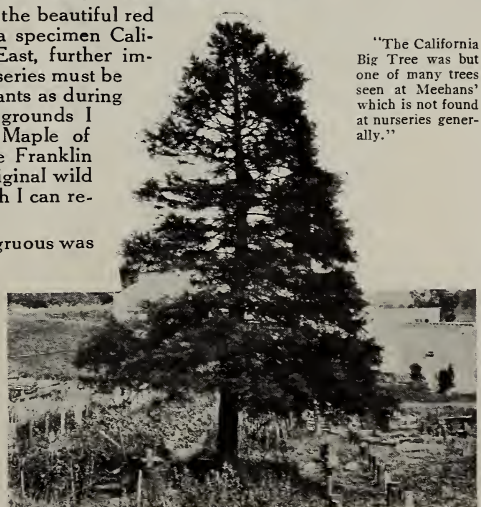 the beautiful red
a specimen Cali-
East, further im-
series must be
ants as during
grounds I
Maple of
e Franklin
iginal wild
h I can re-
gruous was
"The California
Big Tree was but
one of many trees
seen at Meehans'
which is not found
at nurseries gener-
ally."